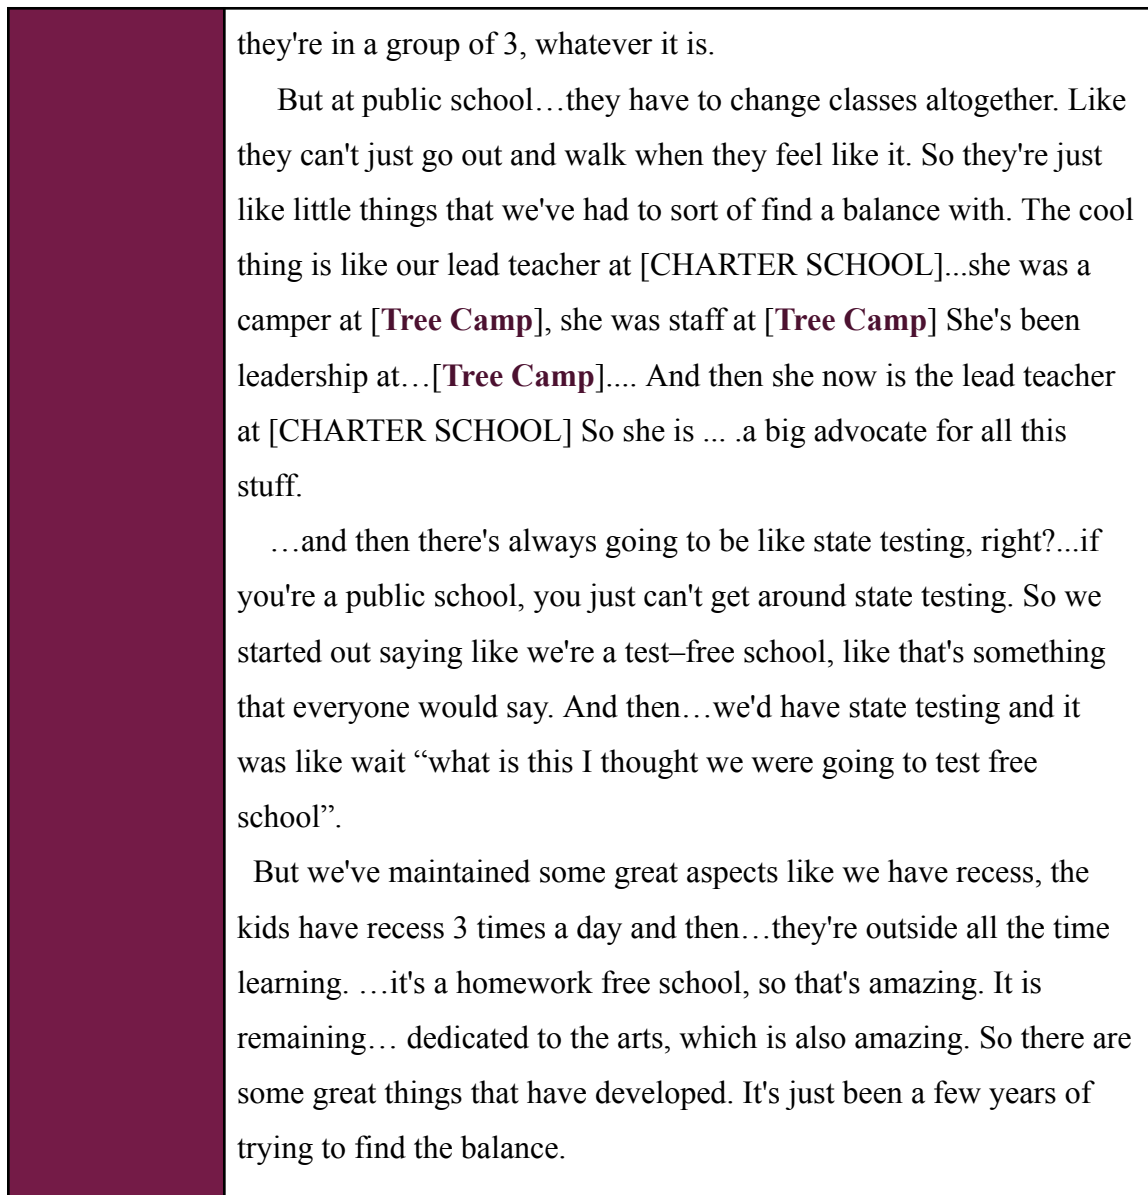 they're in a group of 3, whatever it is.
But at public school…they have to change classes altogether. Like
they can't just go out and walk when they feel like it. So they're just
like little things that we've had to sort of find a balance with. The cool
thing is like our lead teacher at [CHARTER SCHOOL]...she was a
camper at [Tree Camp], she was staff at [Tree Camp] She's been
leadership at…[Tree Camp].... And then she now is the lead teacher
at [CHARTER SCHOOL] So she is ... .a big advocate for all this
stuff.
…and then there's always going to be like state testing, right?...if
you're a public school, you just can't get around state testing. So we
started out saying like we're a test–free school, like that's something
that everyone would say. And then…we'd have state testing and it
was like wait “what is this I thought we were going to test free
school”.
But we've maintained some great aspects like we have recess, the
kids have recess 3 times a day and then…they're outside all the time
learning. …it's a homework free school, so that's amazing. It is
remaining… dedicated to the arts, which is also amazing. So there are
some great things that have developed. It's just been a few years of
trying to find the balance.